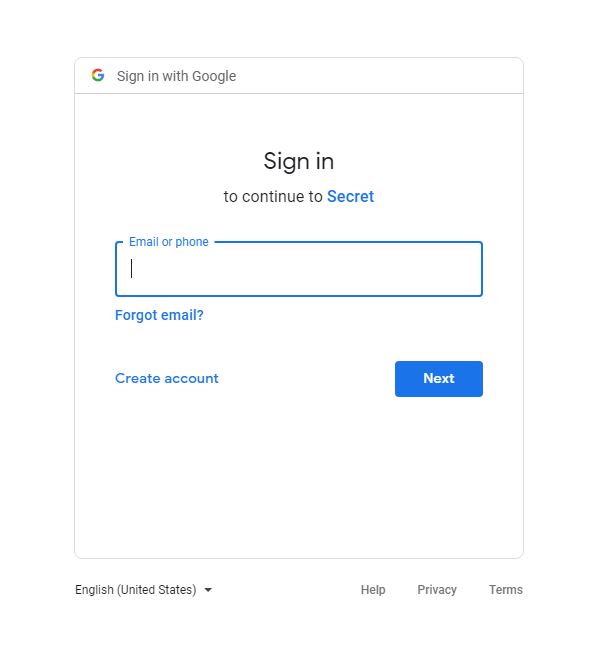 Sign in with Google
Sign in
to continue to Secret
Email or phone
Forgot email?
Create account Next
English (United States) Help Privacy Terms